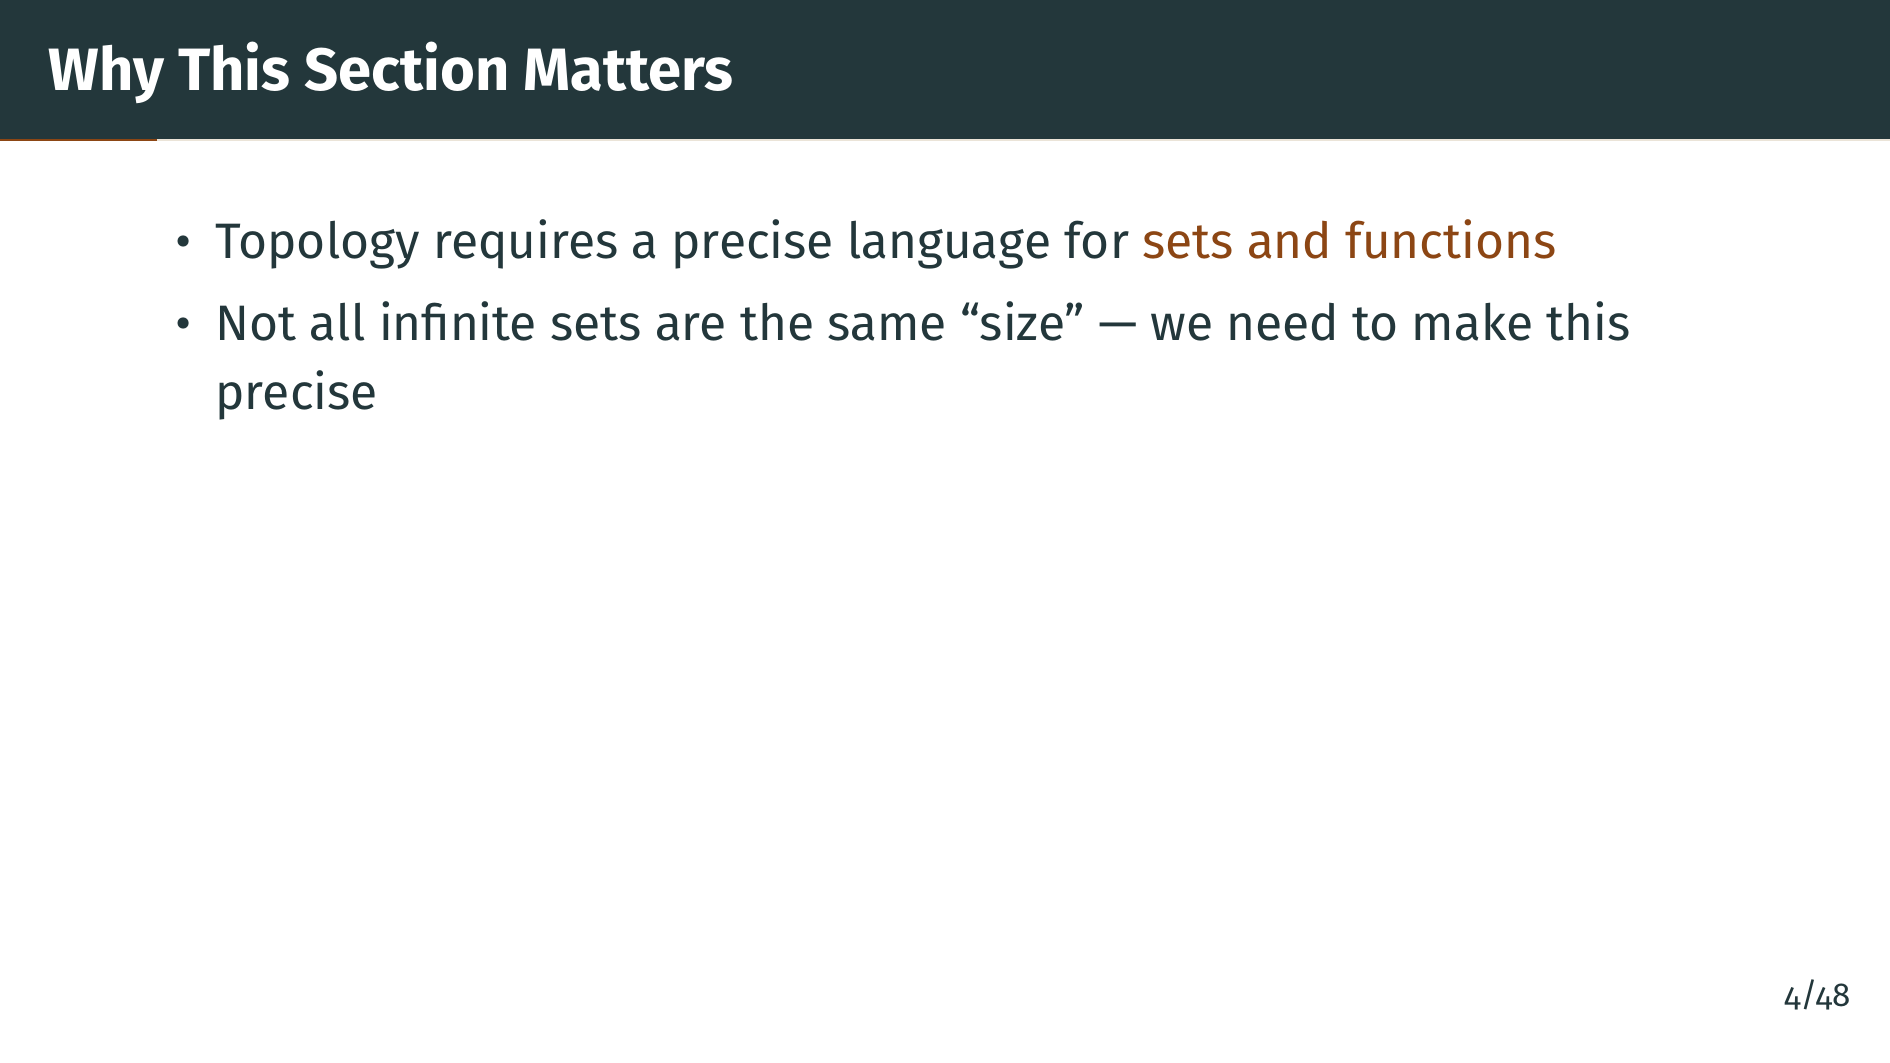 Why This Section Matters
• Topology requires a precise language for sets and functions
• Not all infinite sets are the same “size” — we need to make this
precise
4/48